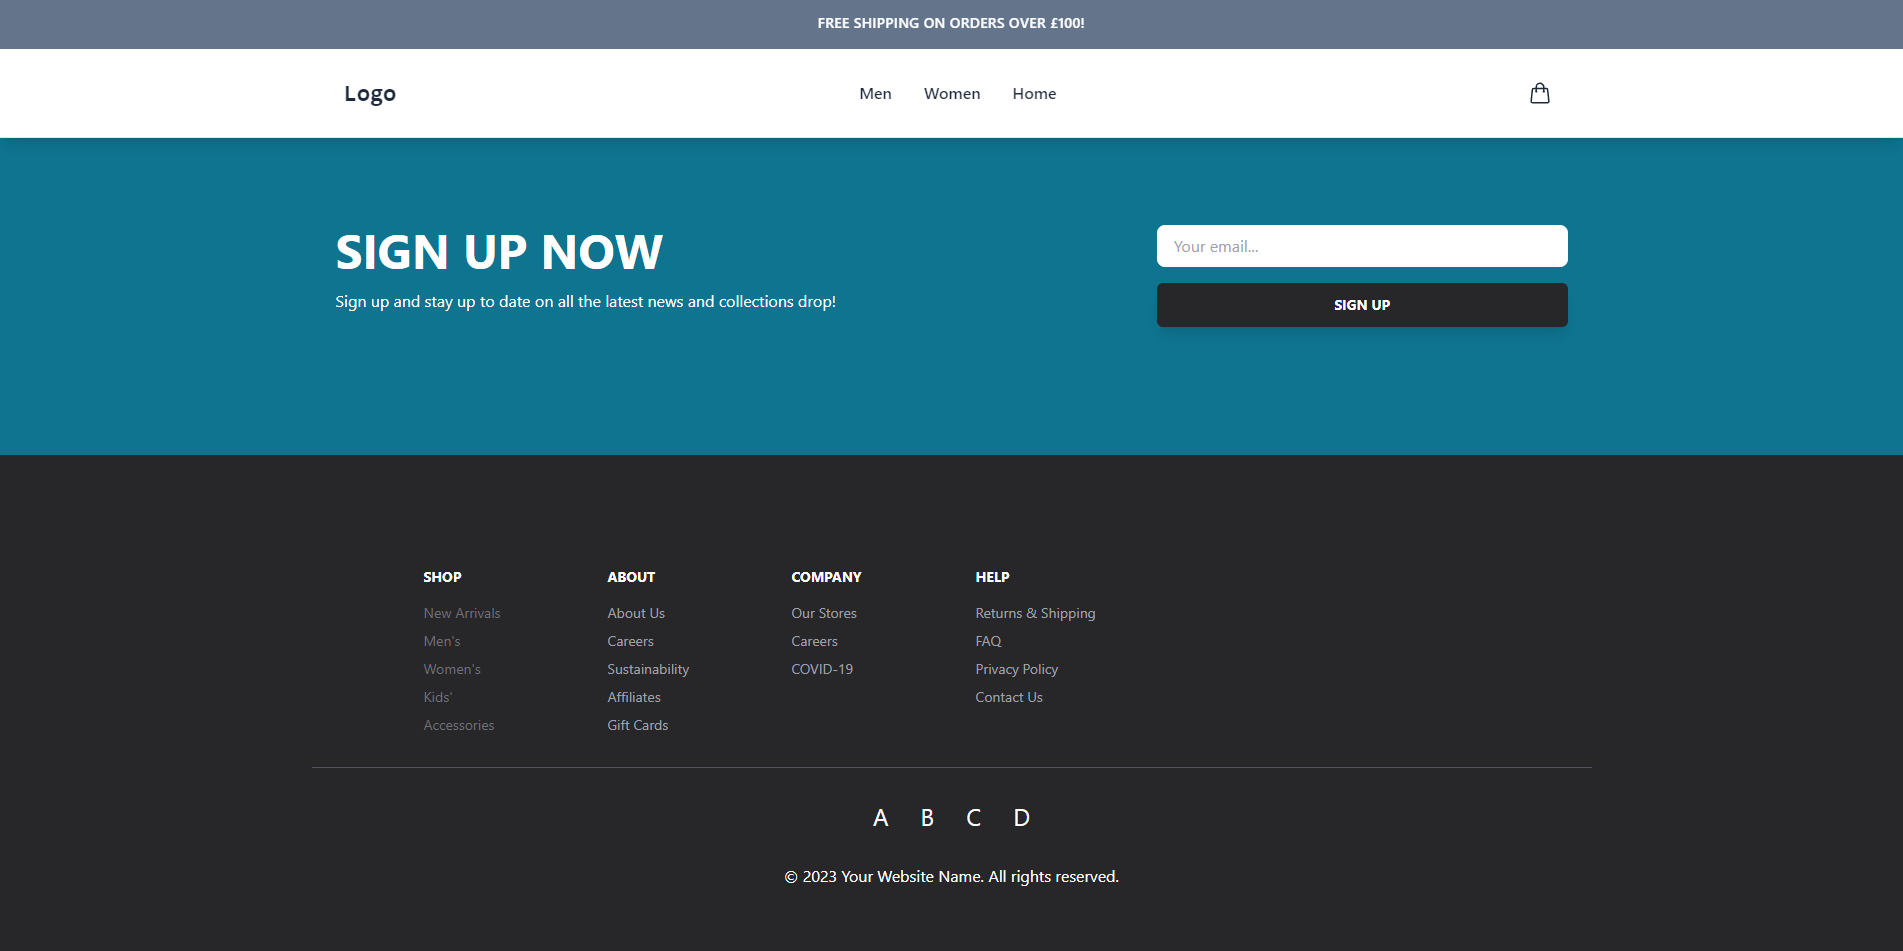 FREE SHIPPING ON ORDERS OVER £100!
Logo
Men Women Home
SIGN UP NOW
Sign up and stay up to date on all the latest news and collections drop!
Your email...
SIGN UP
SHOP
New Arrivals
Men's
Women's
Kids'
Accessories
ABOUT
About Us
Careers
Sustainability
Affiliates
Gift Cards
COMPANY
Our Stores
Careers
COVID-19
HELP
Returns & Shipping
FAQ
Privacy Policy
Contact Us
A B C D
© 2023 Your Website Name. All rights reserved.